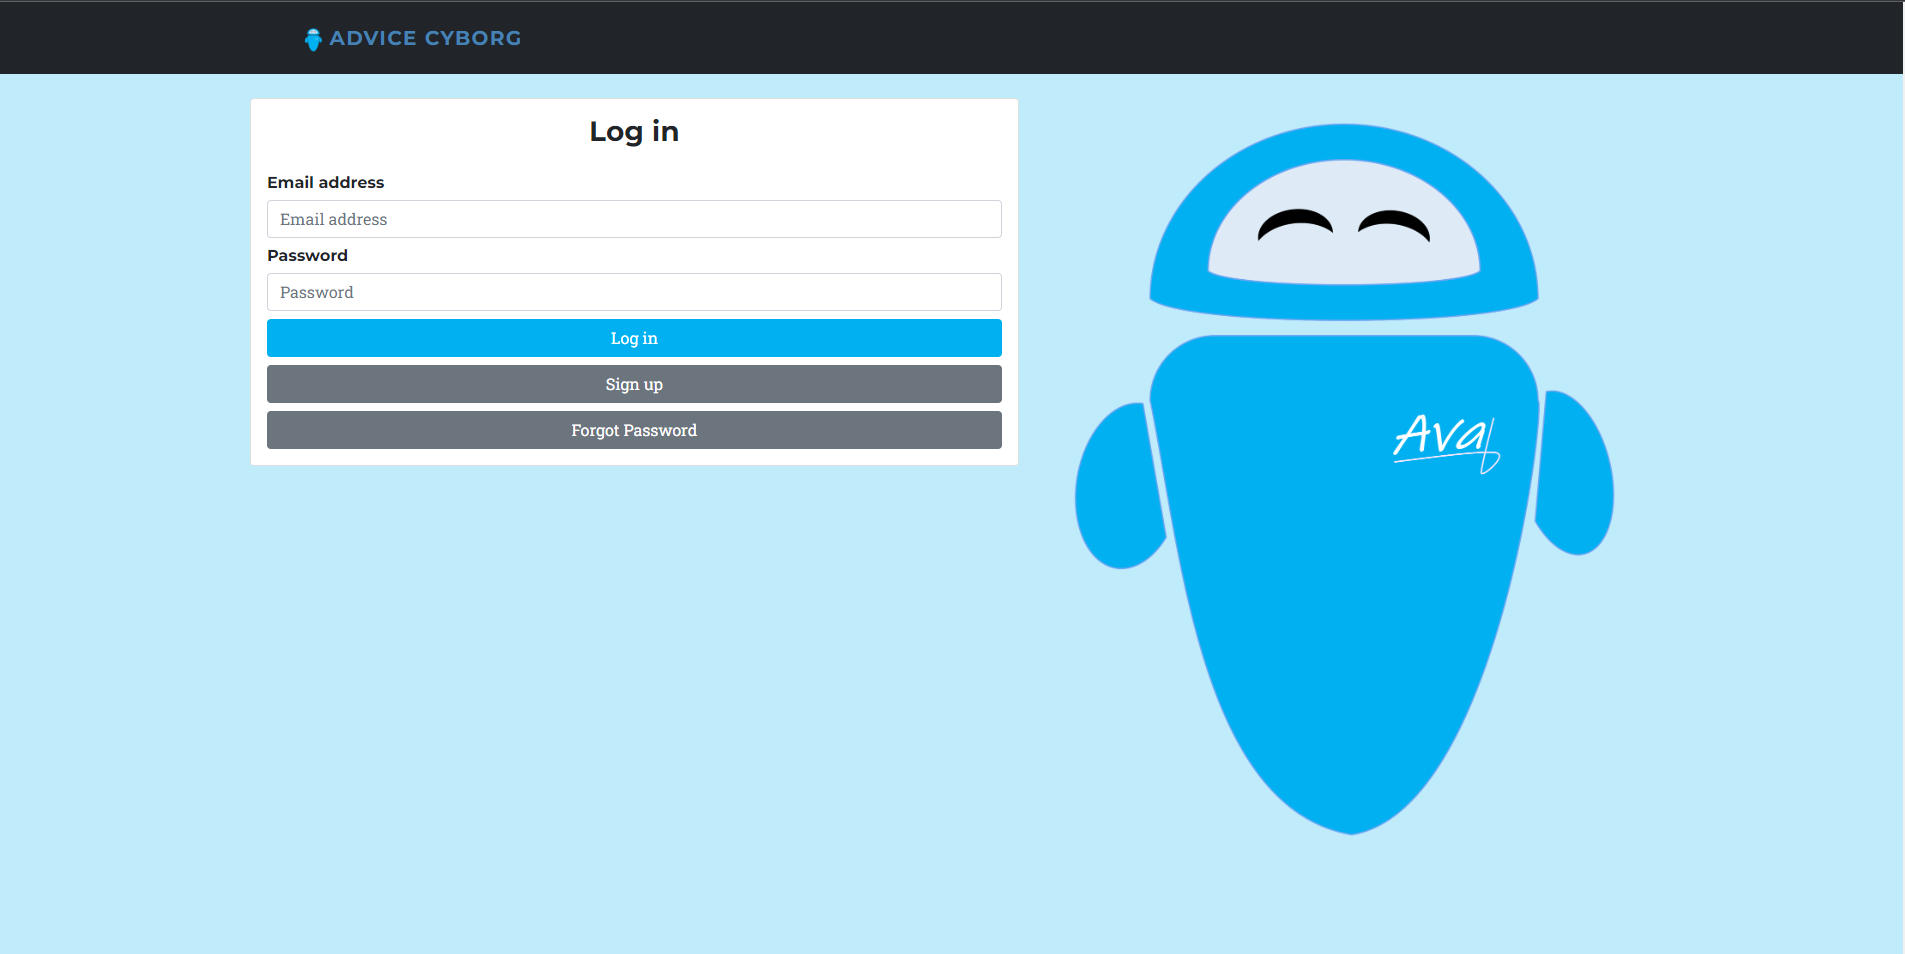 ADVICE CYBORG
Log in
Email address
Email address
Password
Password
Log in
Sign up
Forgot Password
Ava